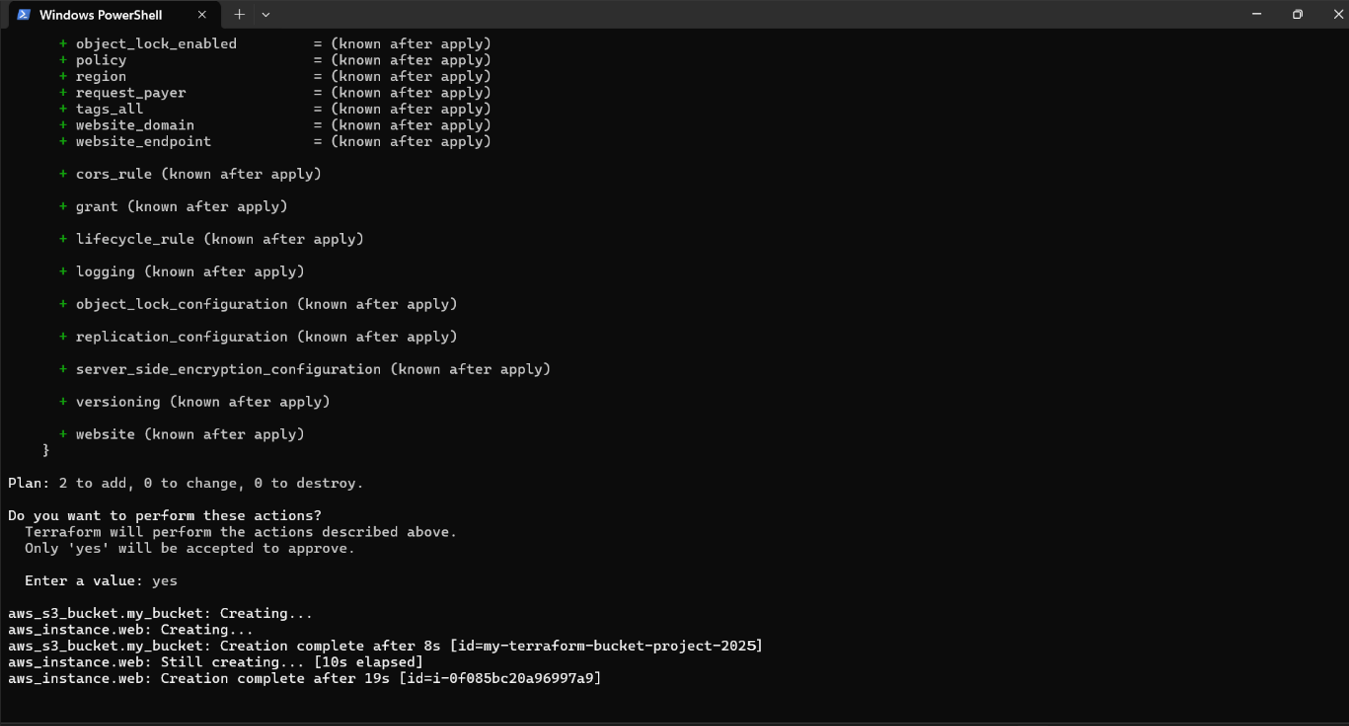 Windows PowerShell
+ object_lock_enabled = (known after apply)
+ policy = (known after apply)
+ region = (known after apply)
+ request_payer = (known after apply)
+ tags_all = (known after apply)
+ website_domain = (known after apply)
+ website_endpoint = (known after apply)
+ cors_rule (known after apply)
+ grant (known after apply)
+ lifecycle_rule (known after apply)
+ logging (known after apply)
+ object_lock_configuration (known after apply)
+ replication_configuration (known after apply)
+ server_side_encryption_configuration (known after apply)
+ versioning (known after apply)
+ website (known after apply)
}
Plan: 2 to add, 0 to change, 0 to destroy.
Do you want to perform these actions?
Terraform will perform the actions described above.
Only 'yes' will be accepted to approve.
Enter a value: yes
aws_s3_bucket.my_bucket: Creating...
aws_instance.web: Creating...
aws_s3_bucket.my_bucket: Creation complete after 8s [id=my-terraform-bucket-project-2025]
aws_instance.web: Still creating... [10s elapsed]
aws_instance.web: Creation complete after 19s [id=i-0f085bc20a96997a9]